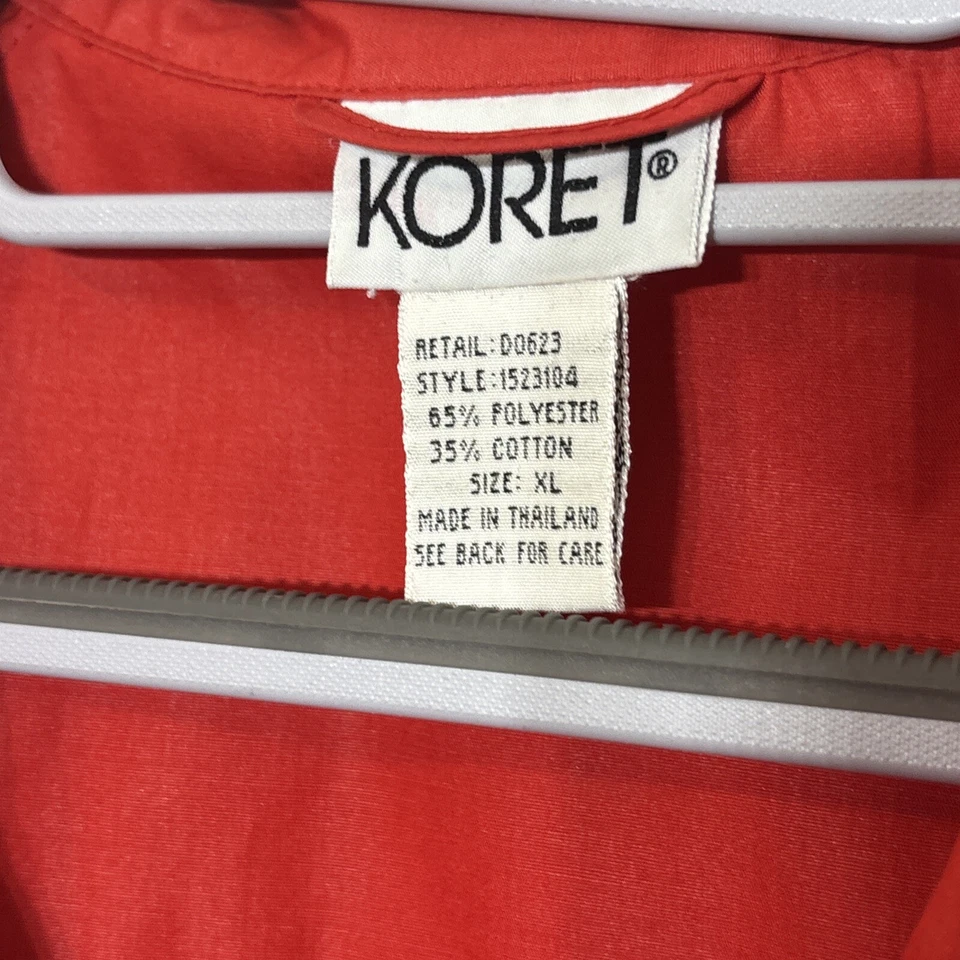 KORET®
RETAIL:D0623
STYLE:1523104
65% POLYESTER
35% COTTON
SIZE: XL
MADE IN THAILAND
SEE BACK FOR CARE